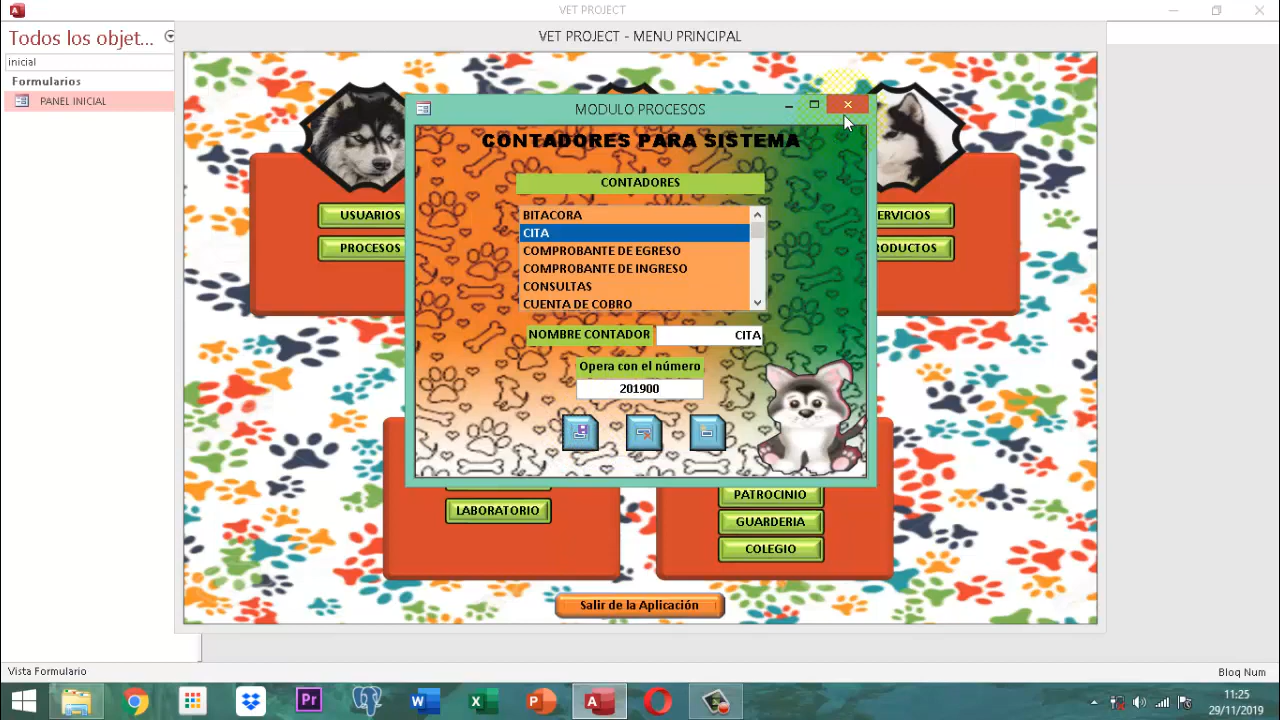 VET PROJECT
Todos los objet...
inicial
Formularios
PANEL INICIAL
VET PROJECT - MENU PRINCIPAL
USUARIOS
PROCESOS
MODULO PROCESOS
CONTADORES PARA SISTEMA
CONTADORES
BITACORA
CITA
COMPROBANTE DE EGRESO
COMPROBANTE DE INGRESO
CONSULTAS
CUENTA DE COBRO
NOMBRE CONTADOR
CITA
Opera con el número
201900
ERVICIOS
RODUCTOS
LABORATORIO
PATROCINIO
GUARDERIA
COLEGIO
Salir de la Aplicación
Vista Formulario
Bloq Num
11:25
29/11/2019